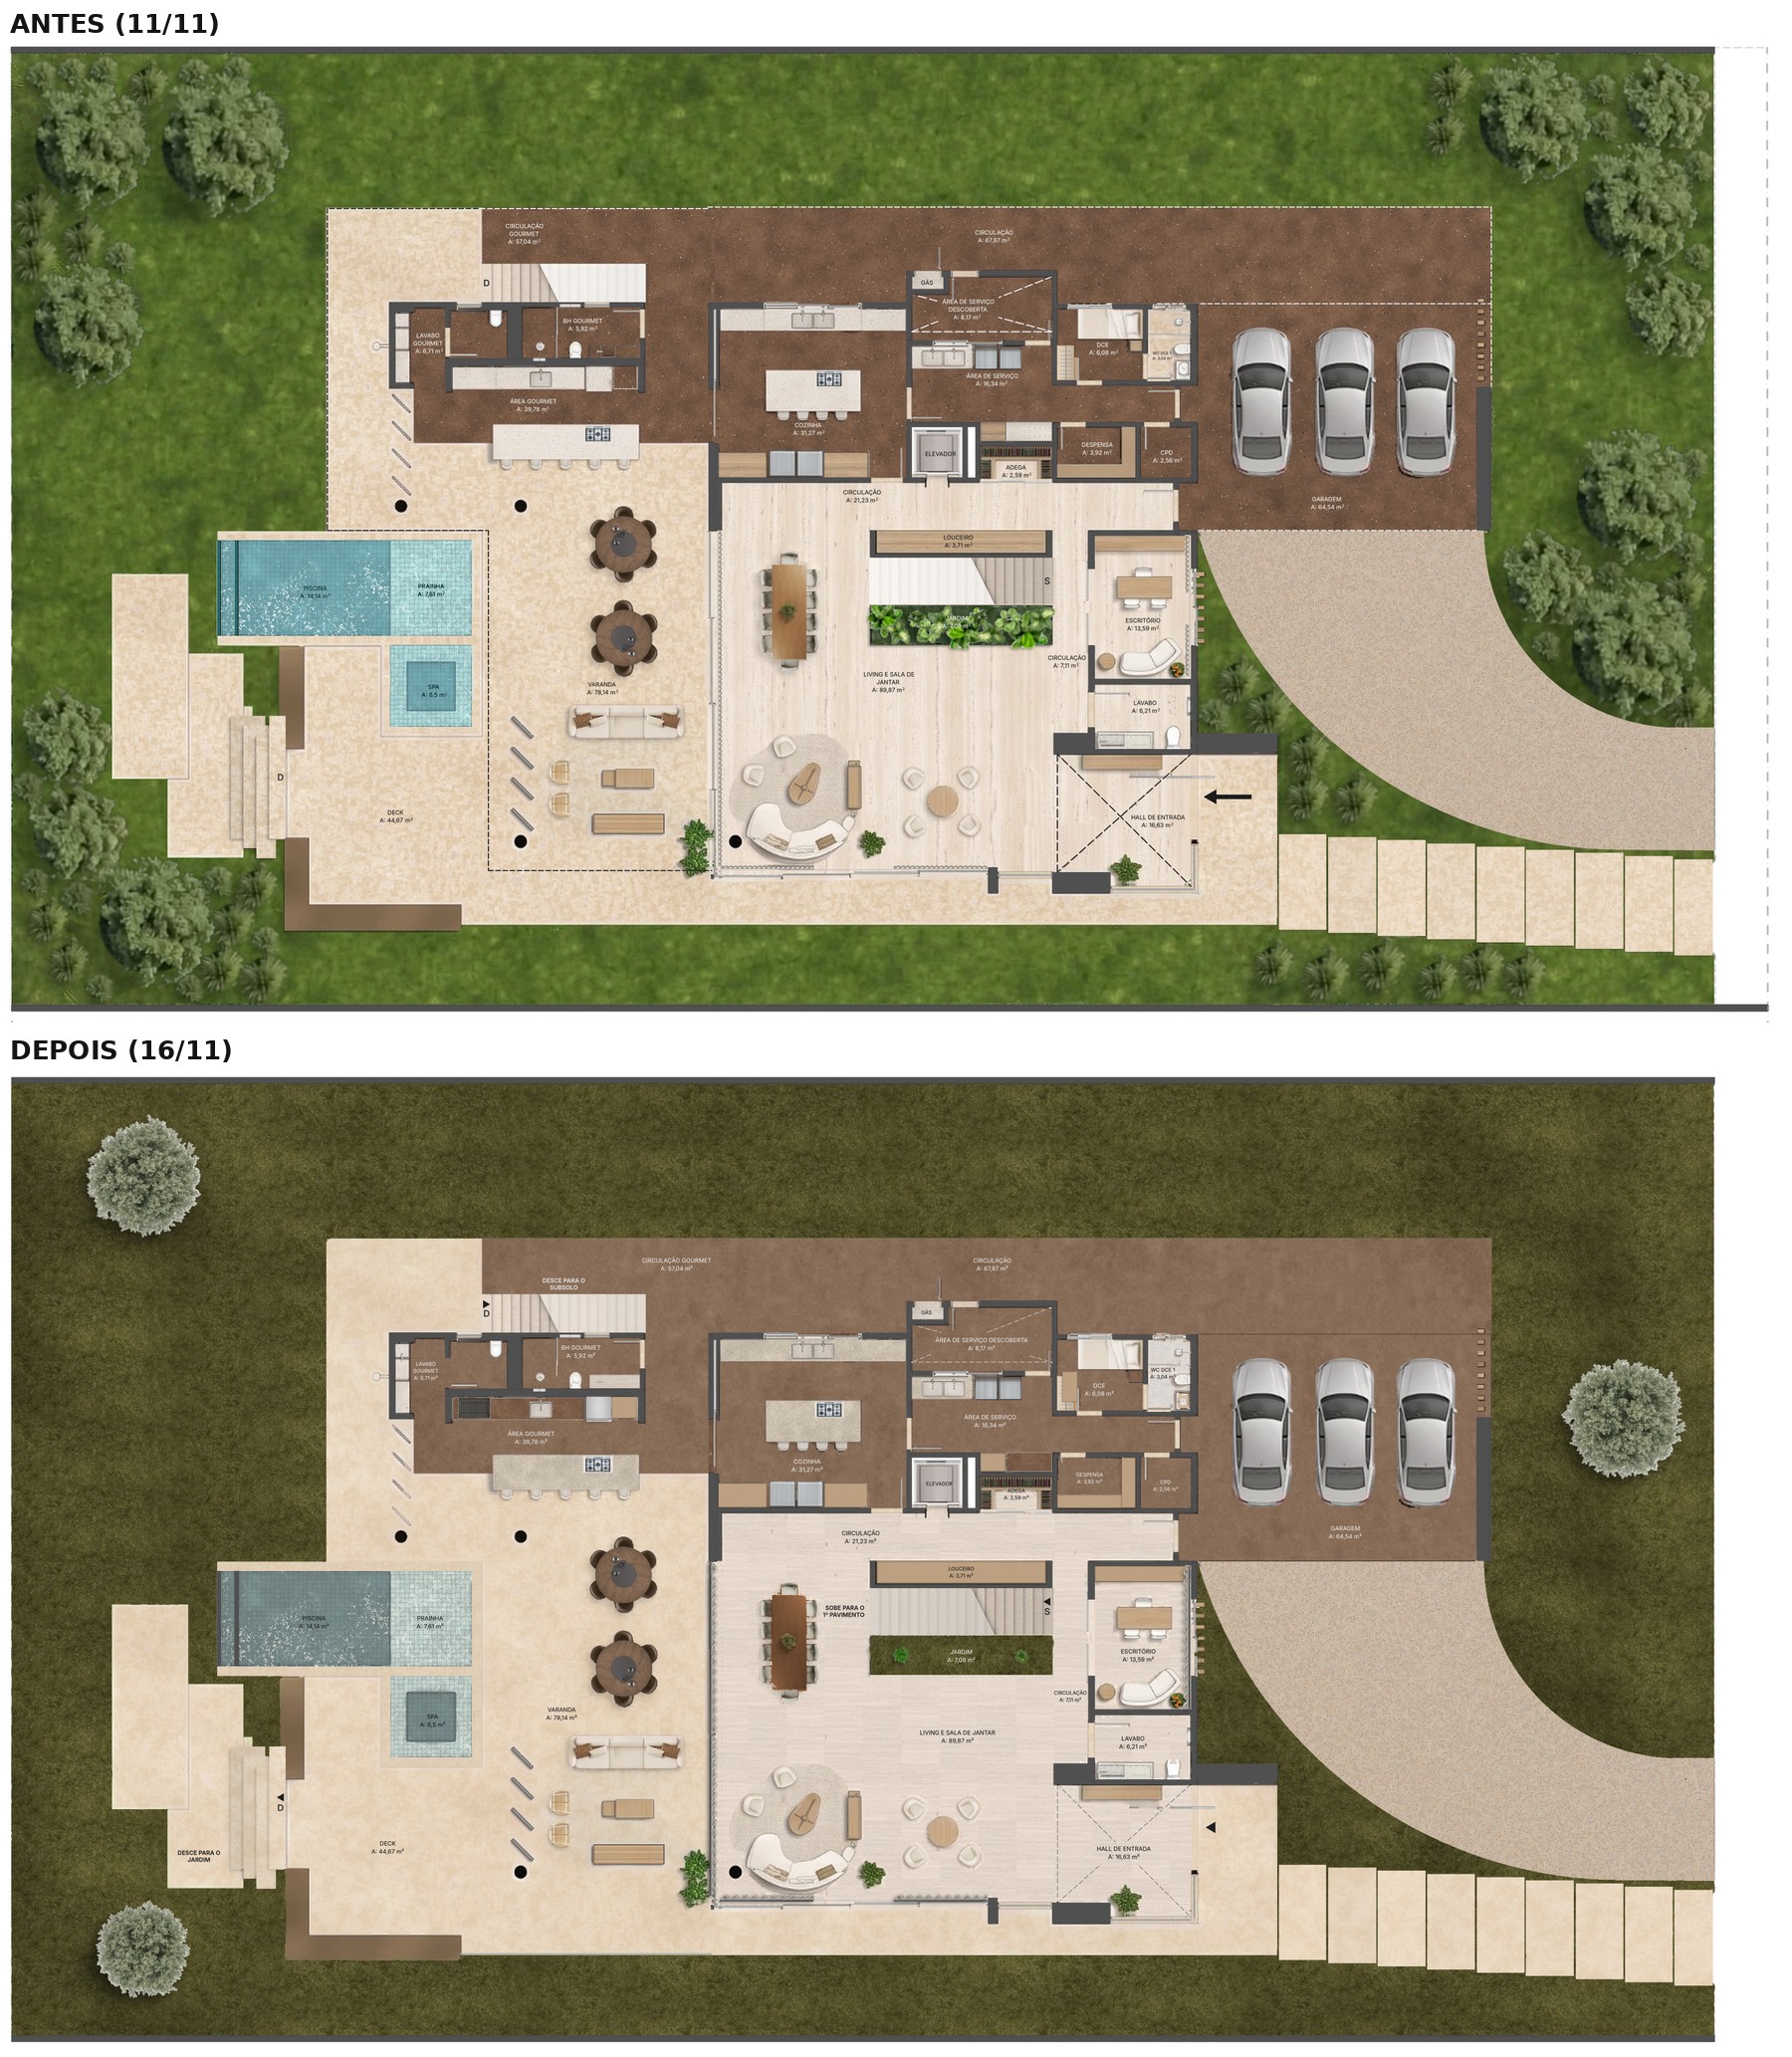 ANTES (11/11)
CIRCULAÇÃO
GOURMET
A: 57,04 m²
CIRCULAÇÃO
A: 67,87 m²
D
GÁS
ÁREA DE SERVIÇO
DESCOBERTA
A: 8,17 m²
LAVABO
GOURMET
A: 6,71 m²
BH GOURMET
A: 5,92 m²
DCE
A: 6,08 m²
WC DCE 1
ÁREA DE SERVIÇO
A: 16,34 m²
ÁREA GOURMET
A: 39,78 m²
COZINHA
A: 31,27 m²
ELEVADOR
ADEGA
A: 2,59 m²
DESPENSA
A: 3,92 m²
CPD
A: 2,56 m²
CIRCULAÇÃO
A: 21,23 m²
GARAGEM
A: 64,54 m²
LOUCEIRO
A: 3,71 m²
S
PISCINA
A: 14,14 m²
PRAINHA
A: 7,61 m²
JARDIM
ESCRITÓRIO
A: 13,59 m²
CIRCULAÇÃO
A: 7,11 m²
SPA
A: 6,5 m²
VARANDA
A: 78,14 m²
LIVING E SALA DE
JANTAR
A: 89,87 m²
LAVABO
A: 6,21 m²
D
DECK
A: 44,67 m²
HALL DE ENTRADA
A: 16,63 m²
DEPOIS (16/11)
CIRCULAÇÃO GOURMET
A: 57,04 m²
CIRCULAÇÃO
A: 67,87 m²
DESCE PARA O
SUBSOLO
D
GÁS
ÁREA DE SERVIÇO DESCOBERTA
A: 8,17 m²
LAVABO
GOURMET
A: 6,71 m²
BH GOURMET
A: 5,92 m²
DCE
A: 6,08 m²
WC DCE 1
A: 3,04 m²
ÁREA DE SERVIÇO
A: 16,34 m²
ÁREA GOURMET
A: 39,78 m²
COZINHA
A: 31,27 m²
ELEVADOR
ADEGA
A: 2,59 m²
DESPENSA
A: 3,92 m²
CPD
A: 2,56 m²
CIRCULAÇÃO
A: 21,23 m²
GARAGEM
A: 64,54 m²
LOUCEIRO
A: 3,71 m²
SOBE PARA O
1º PAVIMENTO
S
PISCINA
A: 14,14 m²
PRAINHA
A: 7,61 m²
JARDIM
A: 7,08 m²
ESCRITÓRIO
A: 13,59 m²
CIRCULAÇÃO
A: 7,11 m²
SPA
A: 6,5 m²
VARANDA
A: 78,14 m²
LIVING E SALA DE JANTAR
A: 89,87 m²
LAVABO
A: 6,21 m²
D
DESCE PARA O
JARDIM
DECK
A: 44,67 m²
HALL DE ENTRADA
A: 16,63 m²